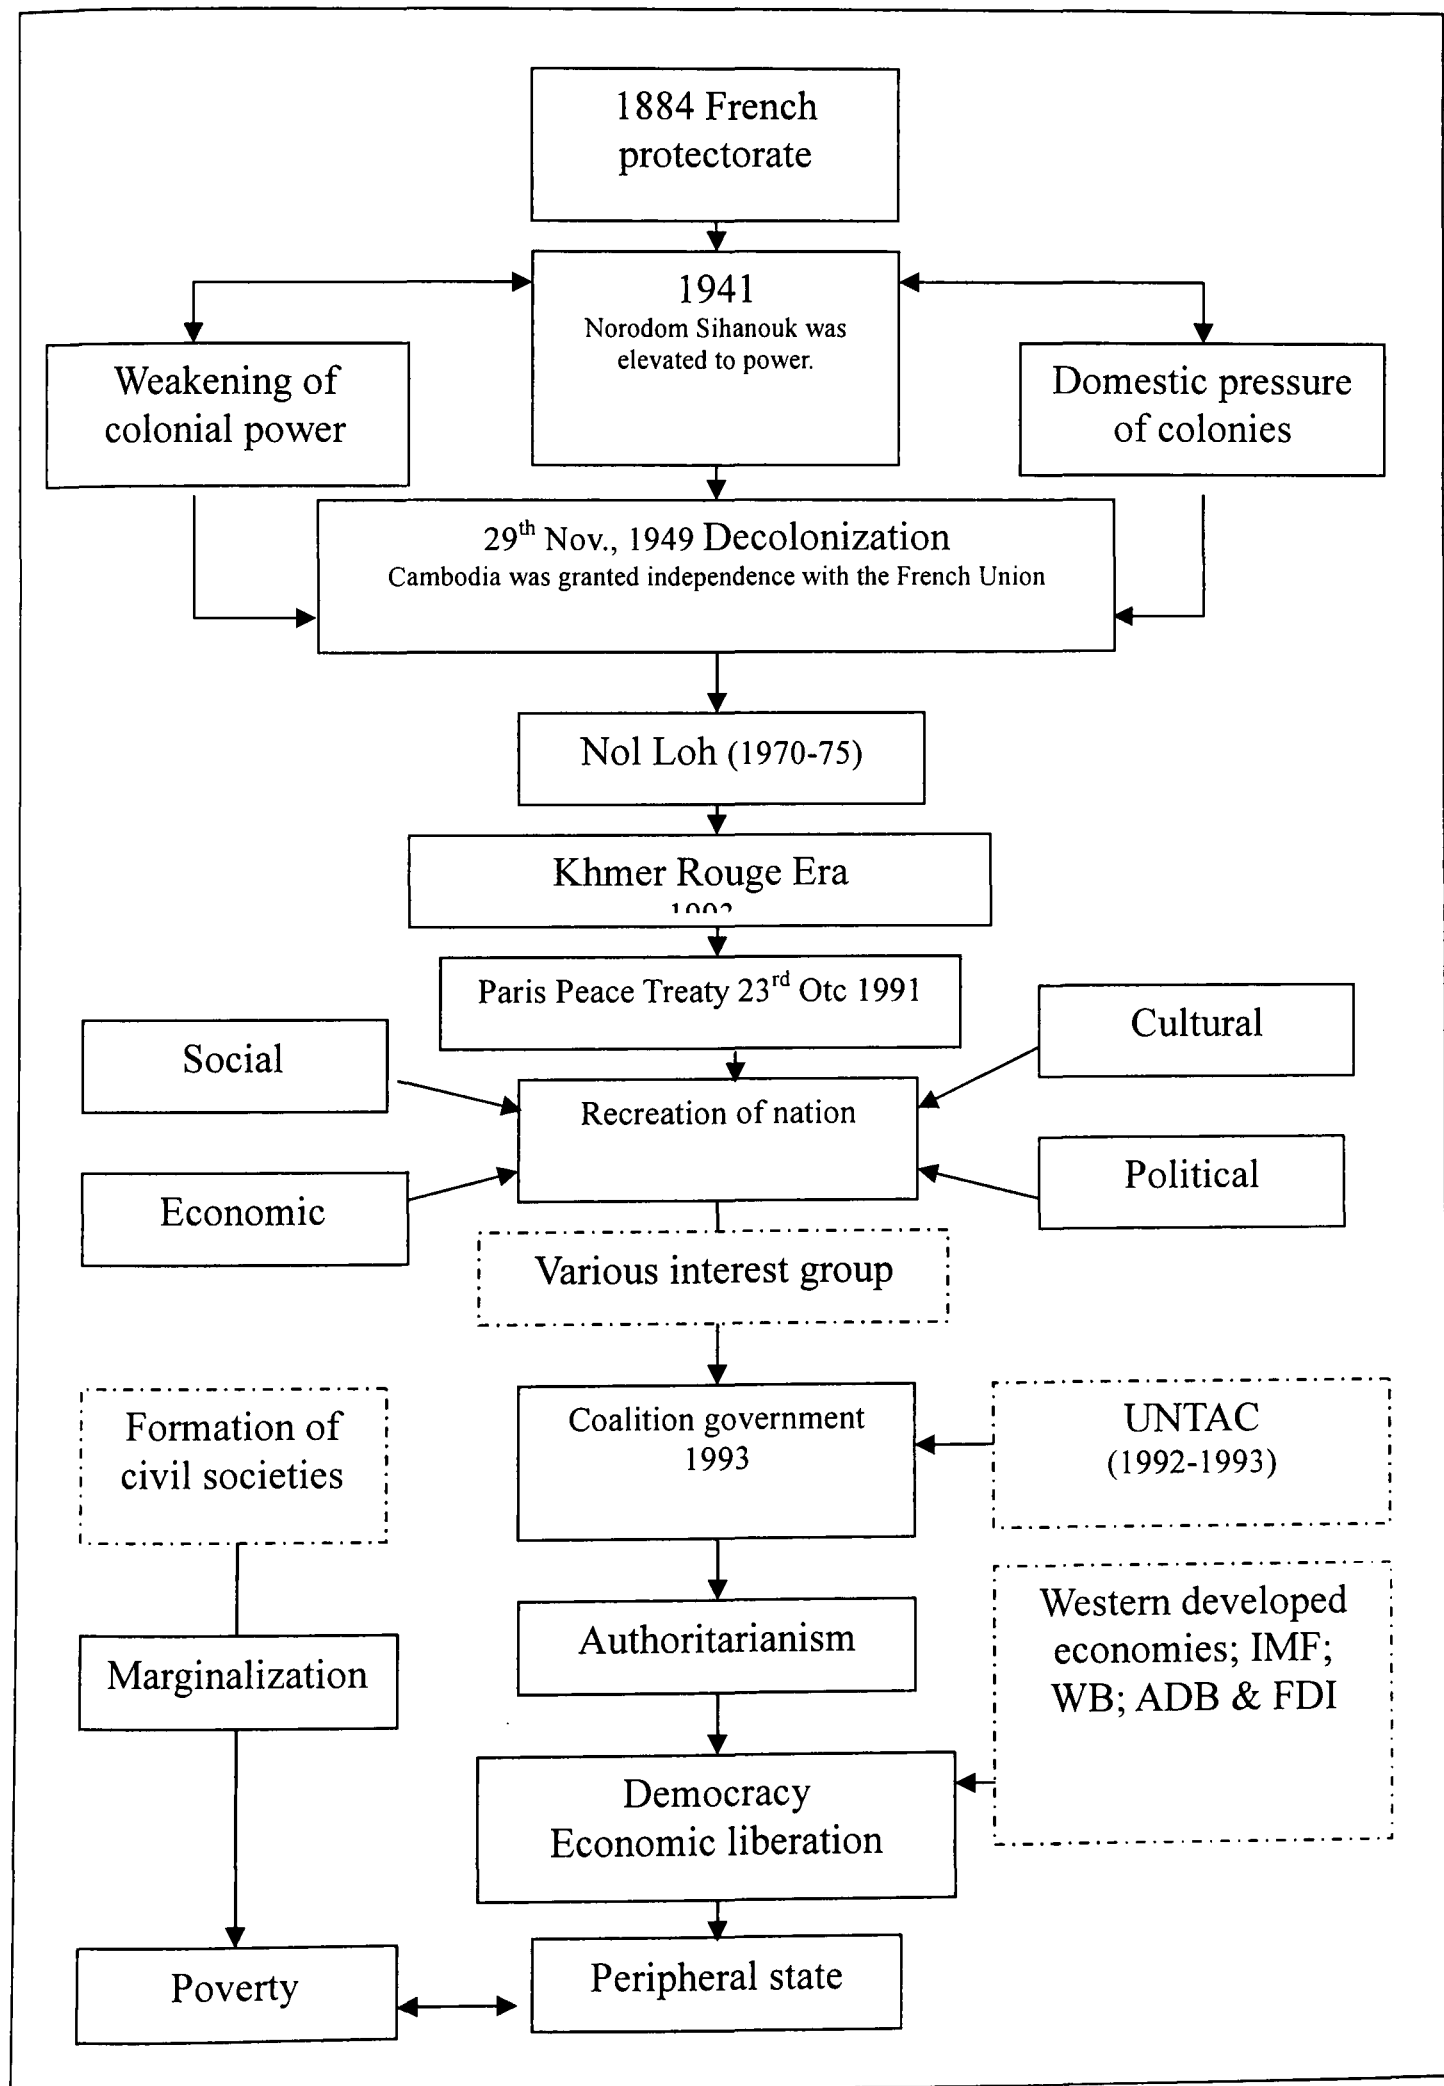 1884 French
protectorate
1941
Norodom Sihanouk was
elevated to power.
Weakening of
colonial power
Domestic pressure
of colonies
29th Nov., 1949 Decolonization
Cambodia was granted independence with the French Union
Nol Loh (1970-75)
Khmer Rouge Era
Paris Peace Treaty 23rd Otc 1991
Social
Cultural
Recreation of nation
Economic
Political
Various interest group
Formation of
civil societies
Coalition government
1993
UNTAC
(1992-1993)
Marginalization
Authoritarianism
Western developed
economies; IMF;
WB; ADB & FDI
Democracy
Economic liberation
Poverty
Peripheral state